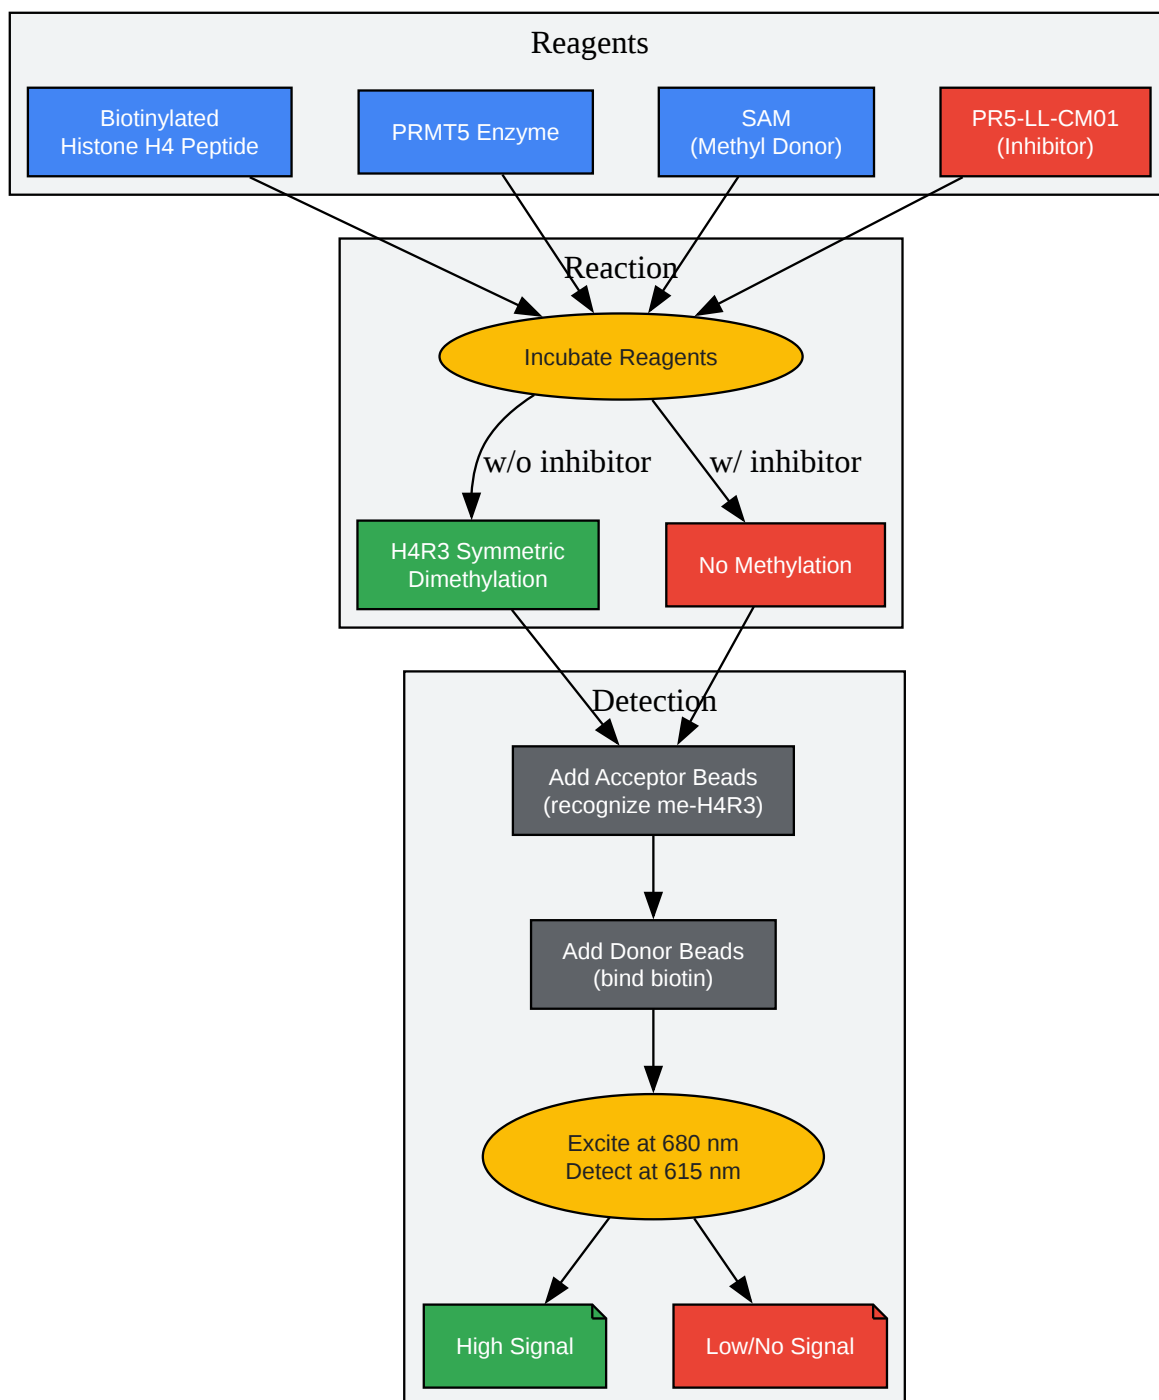 Reagents
Biotinylated
Histone H4 Peptide
PRMT5 Enzyme
SAM
(Methyl Donor)
PR5-LL-CM01
(Inhibitor)
Reaction
Incubate Reagents
w/o inhibitor
w/ inhibitor
H4R3 Symmetric
Dimethylation
No Methylation
Detection
Add Acceptor Beads
(recognize me-H4R3)
Add Donor Beads
(bind biotin)
Excite at 680 nm
Detect at 615 nm
High Signal
Low/No Signal